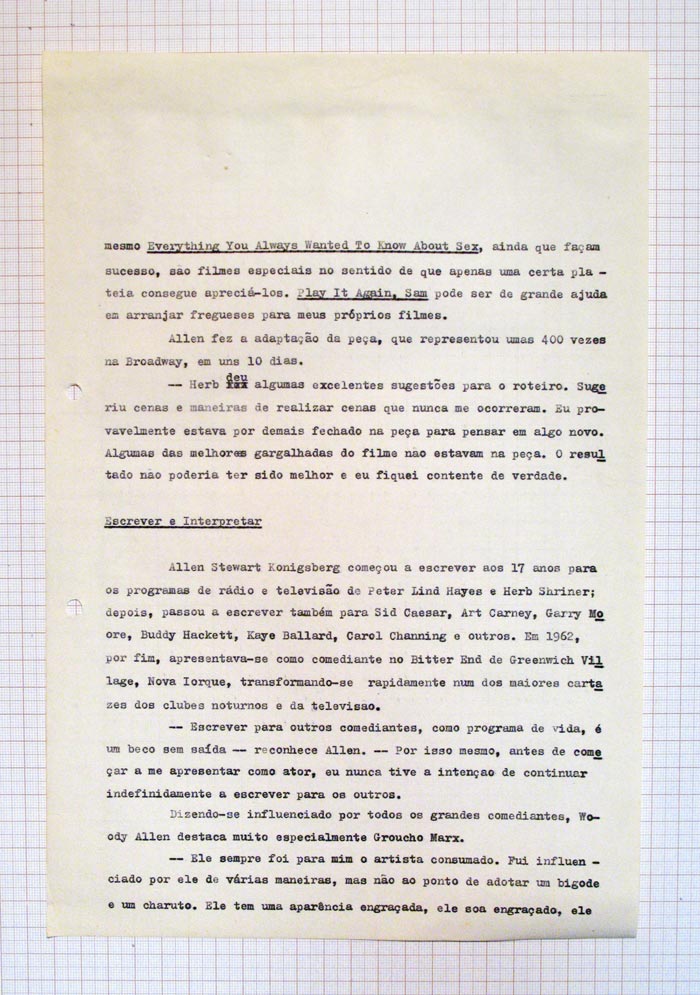 mesmo Everything You Always Wanted To Know About Sex, ainda que façam
sucesso, são filmes especiais no sentido de que apenas uma certa pla -
teia consegue apreciá-los. Play It Again, Sam pode ser de grande ajuda
em arranjar fregueses para meus próprios filmes.
Allen fez a adaptação da peça, que representou umas 400 vezes
na Broadway, em uns 10 dias.
-- Herb deu algumas excelentes sugestões para o roteiro. Suge
riu cenas e maneiras de realizar cenas que nunca me ocorreram. Eu pro-
vavelmente estava por demais fechado na peça para pensar em algo novo.
Algumas das melhores gargalhadas do filme não estavam na peça. O resul
tado não poderia ter sido melhor e eu fiquei contente de verdade.
Escrever e Interpretar
Allen Stewart Konigsberg começou a escrever aos 17 anos para
os programas de rádio e televisão de Peter Lind Hayes e Herb Shriner;
depois, passou a escrever também para Sid Caesar, Art Carney, Garry Mo
ore, Buddy Hackett, Kaye Ballard, Carol Channing e outros. Em 1962,
por fim, apresentava-se como comediante no Bitter End de Greenwich Vil
lage, Nova Iorque, transformando-se rapidamente num dos maiores carta
zes dos clubes noturnos e da televisao.
-- Escrever para outros comediantes, como programa de vida, é
um beco sem saída -- reconhece Allen. -- Por isso mesmo, antes de come
çar a me apresentar como ator, eu nunca tive a intençao de continuar
indefinidamente a escrever para os outros.
Dizendo-se influenciado por todos os grandes comediantes, Wo-
ody Allen destaca muito especialmente Groucho Marx.
-- Ele sempre foi para mim o artista consumado. Fui influen -
ciado por ele de várias maneiras, mas não ao ponto de adotar um bigode
e um charuto. Ele tem uma aparência engraçada, ele soa engraçado, ele